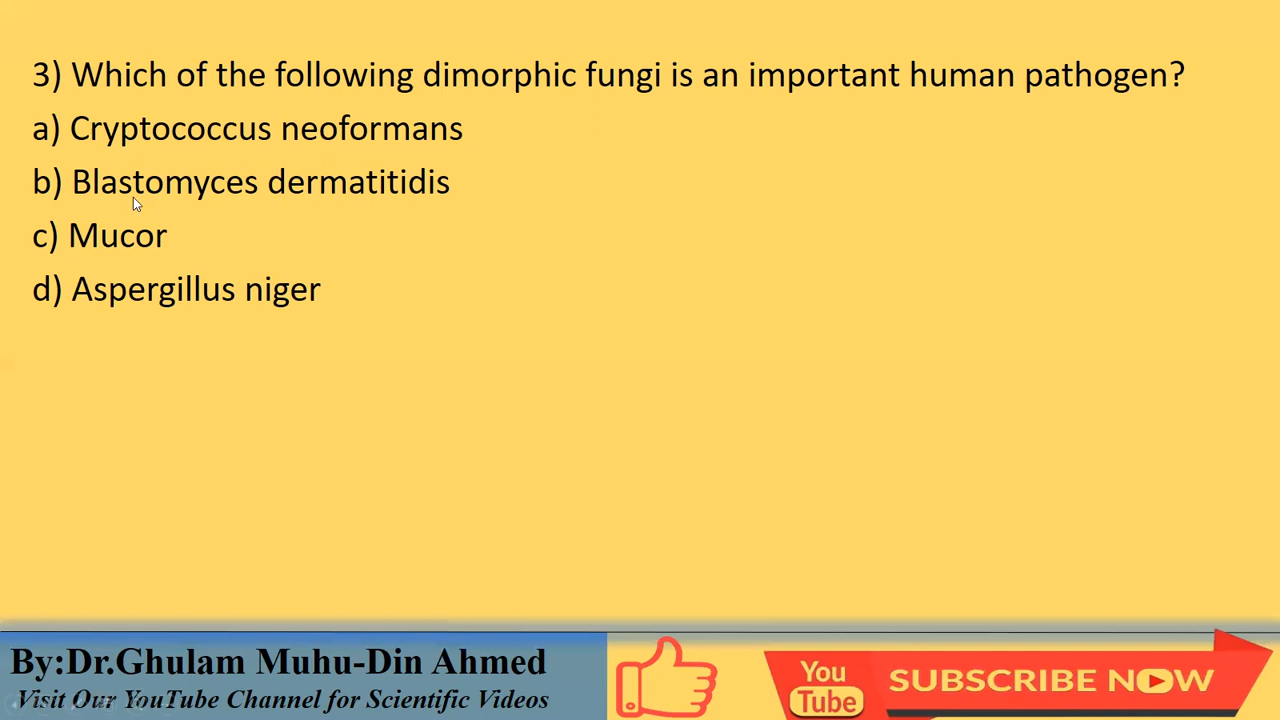 3) Which of the following dimorphic fungi is an important human pathogen?
a) Cryptococcus neoformans
b) Blastomyces dermatitidis
c) Mucor
d) Aspergillus niger
By:Dr.Ghulam Muhu-Din Ahmed
Visit Our YouTube Channel for Scientific Videos
You
Tube
SUBSCRIBE NOW